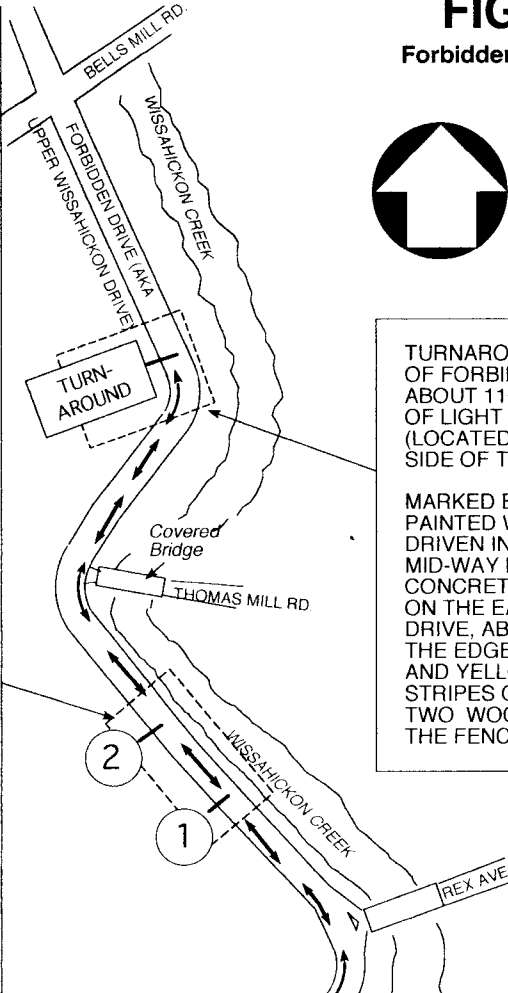 FIG
Forbidden
BELLS MILL RD.
WISSAHICKON CREEK
FORBIDDEN DRIVE (AKA
UPPER WISSAHICKON DRIVE)
TURN-
AROUND
TURNARO
OF FORBI
ABOUT 11
OF LIGHT
(LOCATED
SIDE OF T
MARKED B
PAINTED W
DRIVEN IN
MID-WAY
CONCRET
ON THE EA
DRIVE, AB
THE EDGE
AND YELL
STRIPES O
TWO WOO
THE FENC
Covered
Bridge
THOMAS MILL RD.
2
WISSAHICKON CREEK
1
REX AVE